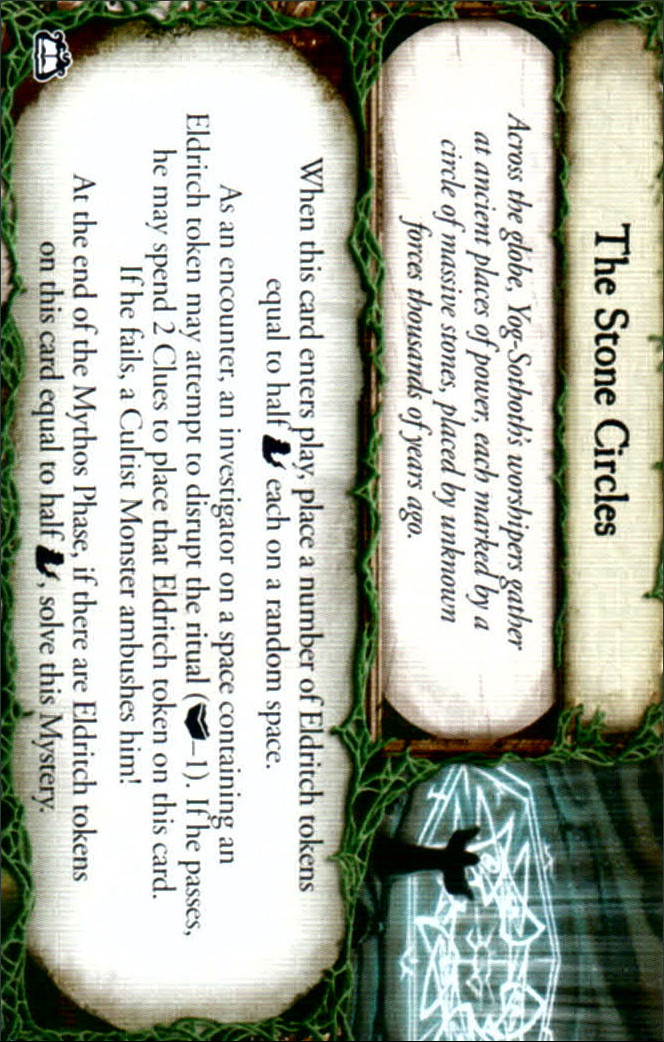 The Stone Circles
Across the globe, Yog-Sothoth's worshipers gather
at ancient places of power, each marked by a
circle of massive stones, placed by unknown
forces thousands of years ago.
When this card enters play, place a number of Eldritch tokens
equal to half each on a random space.
As an encounter, an investigator on a space containing an
Eldritch token may attempt to disrupt the ritual (–1). If he passes,
he may spend 2 Clues to place that Eldritch token on this card.
If he fails, a Cultist Monster ambushes him!
At the end of the Mythos Phase, if there are Eldritch tokens
on this card equal to half , solve this Mystery.